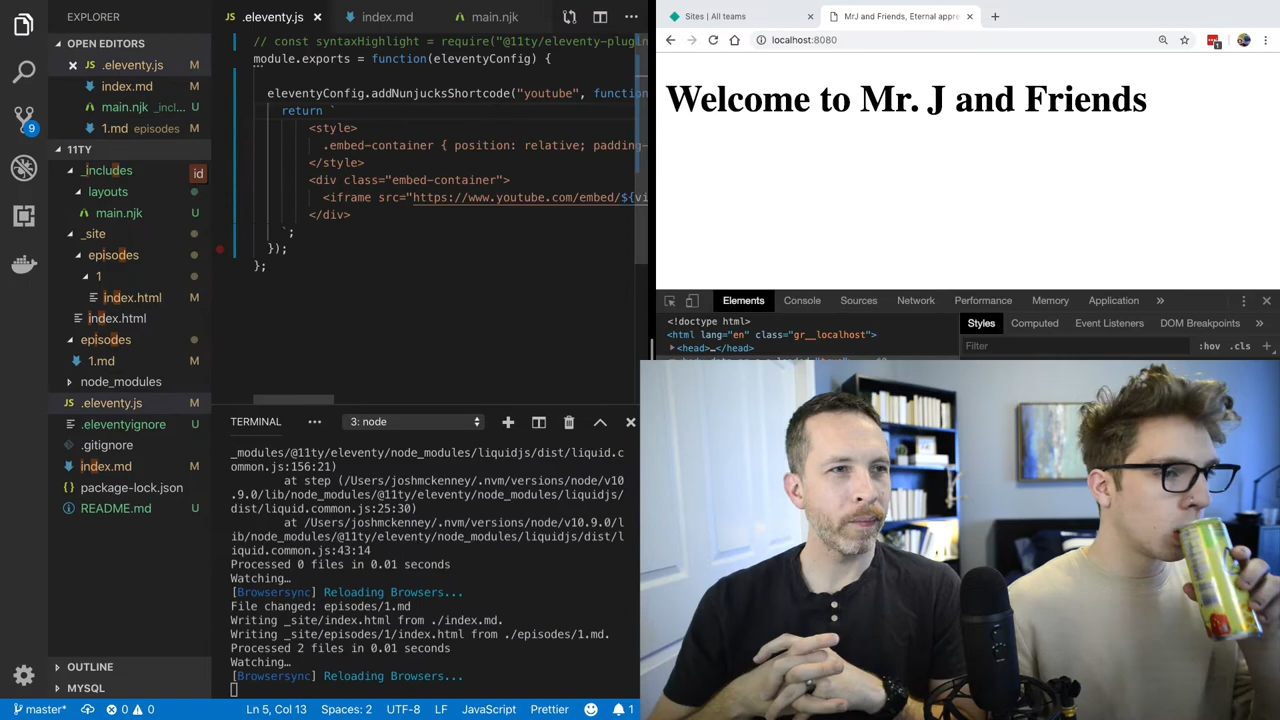 EXPLORER
OPEN EDITORS
.eleventy.js M
index.md M
main.njk _incl... U
1.md episodes M
11TY
_includes id
layouts
main.njk U
_site
episodes
1
index.html M
index.html
episodes
1.md M
node_modules
.eleventy.js M
.eleventyignore U
.gitignore
index.md M
package-lock.json
README.md U
OUTLINE
MYSQL
9
.eleventy.js
index.md
main.njk
// const syntaxHighlight = require("@11ty/eleventy-plugin
module.exports = function(eleventyConfig) {
eleventyConfig.addNunjucksShortcode("youtube", function
return `
<style>
.embed-container { position: relative; padding-
</style>
<div class="embed-container">
<iframe src="https://www.youtube.com/embed/${vi
</div>
`;
});
};
TERMINAL ... 3: node
_modules/@11ty/eleventy/node_modules/liquidjs/dist/liquid.c
ommon.js:156:21)
at step (/Users/joshmckenney/.nvm/versions/node/v10
.9.0/lib/node_modules/@11ty/eleventy/node_modules/liquidjs/
dist/liquid.common.js:25:30)
at /Users/joshmckenney/.nvm/versions/node/v10.9.0/l
ib/node_modules/@11ty/eleventy/node_modules/liquidjs/dist/l
iquid.common.js:43:14
Processed 0 files in 0.01 seconds
Watching…
[Browsersync] Reloading Browsers...
File changed: episodes/1.md
Writing _site/index.html from ./index.md.
Writing _site/episodes/1/index.html from ./episodes/1.md.
Processed 2 files in 0.01 seconds
Watching…
[Browsersync] Reloading Browsers...
master* 0 0 Ln 5, Col 13 Spaces: 2 UTF-8 LF JavaScript Prettier 1
Sites | All teams
MrJ and Friends, Eternal appre
localhost:8080
1
Welcome to Mr. J and Friends
Elements Console Sources Network Performance Memory Application »
<!doctype html>
<html lang="en" class="gr__localhost">
<head>…</head>
Styles Computed Event Listeners DOM Breakpoints »
Filter :hov .cls +